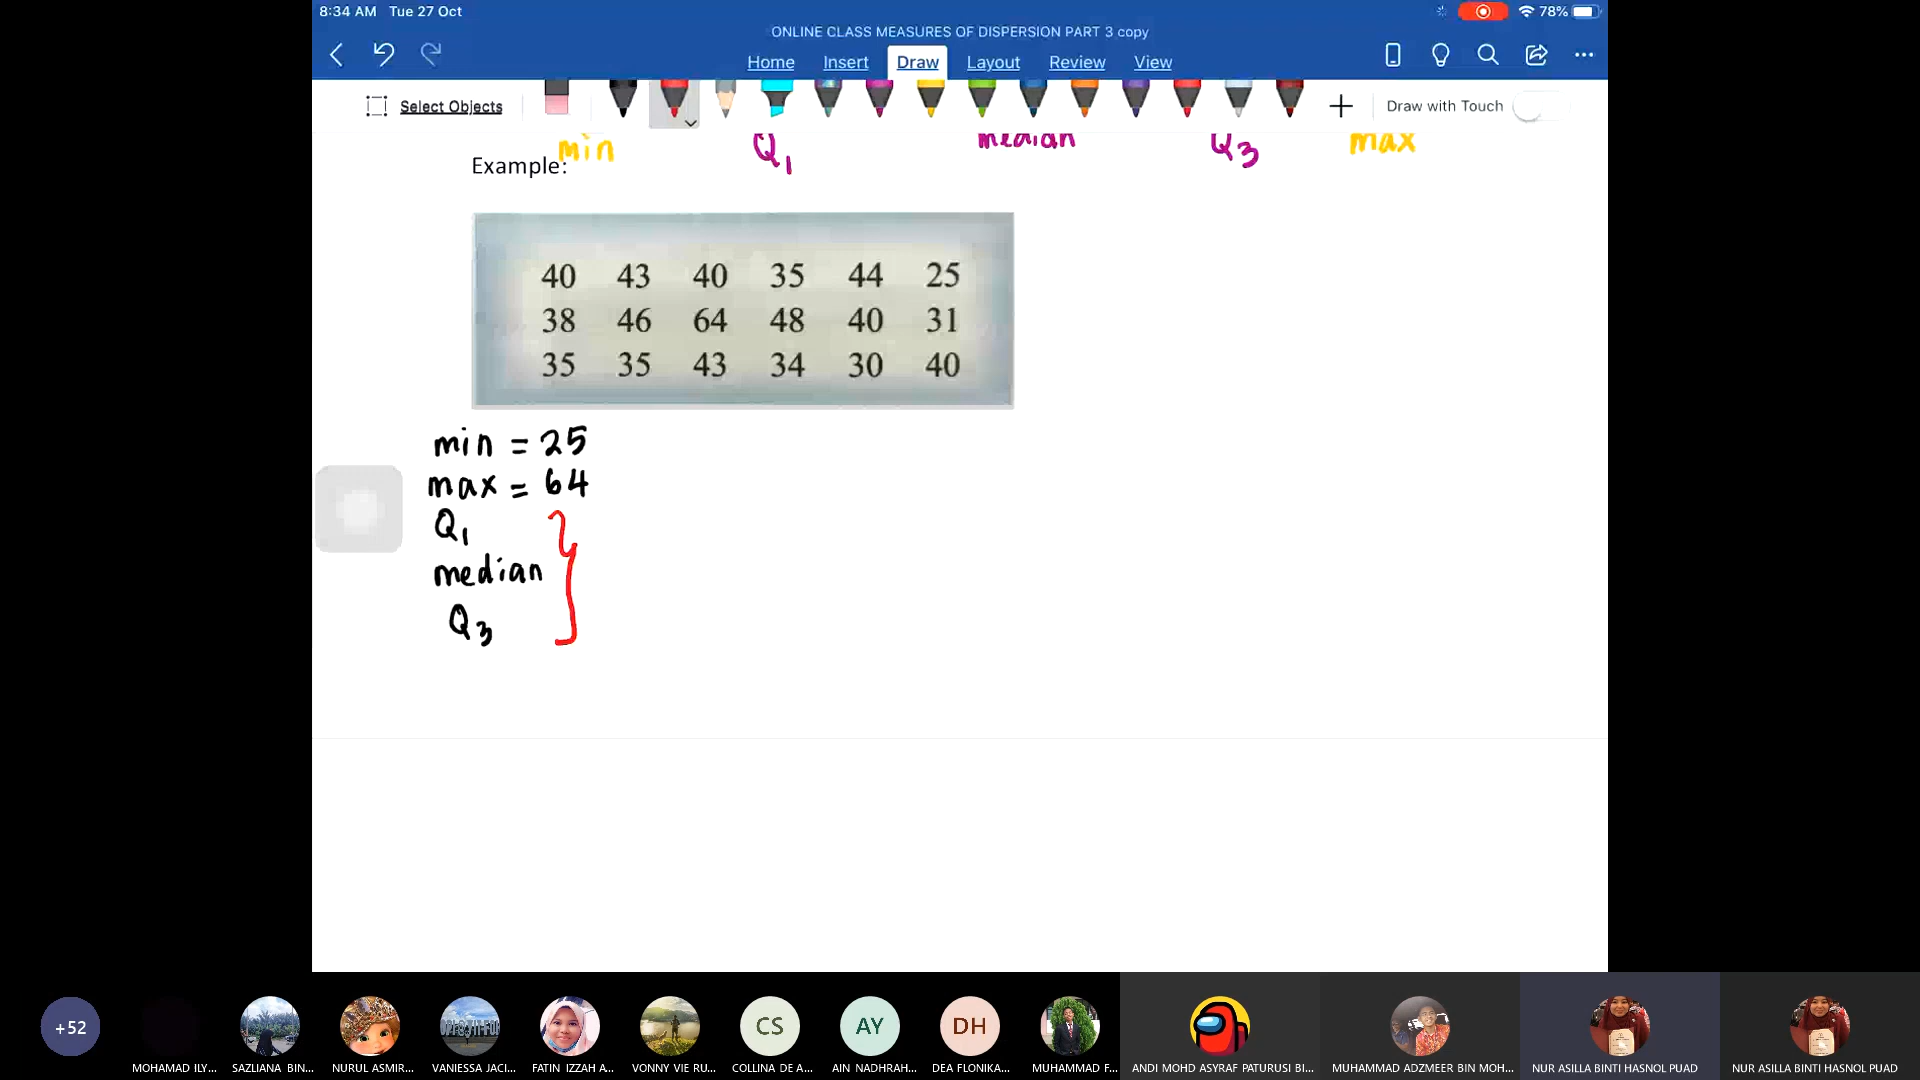 8:34 AM Tue 27 Oct
78%
ONLINE CLASS MEASURES OF DISPERSION PART 3 copy
Home Insert Draw Layout Review View
Select Objects
Draw with Touch
min Q1 median Q3 max
Example:
40 43 40 35 44 25
38 46 64 48 40 31
35 35 43 34 30 40
min = 25
max = 64
Q1
median
Q3
+52
CS AY DH
MOHAMAD ILY... SAZLIANA BIN... NURUL ASMIR... VANIESSA JACI... FATIN IZZAH A... VONNY VIE RU... COLLINA DE A... AIN NADHRAH... DEA FLONIKA... MUHAMMAD F... ANDI MOHD ASYRAF PATURUSI BI... MUHAMMAD ADZMEER BIN MOH... NUR ASILLA BINTI HASNOL PUAD NUR ASILLA BINTI HASNOL PUAD